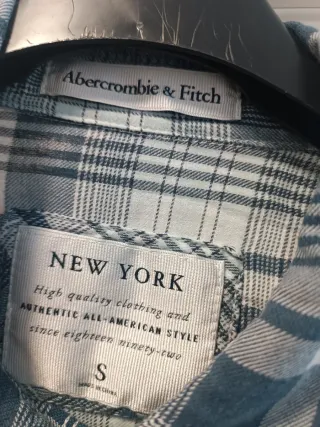 Abercrombie & Fitch
NEW YORK
High quality clothing and
AUTHENTIC ALL-AMERICAN STYLE
since eighteen ninety-two
S